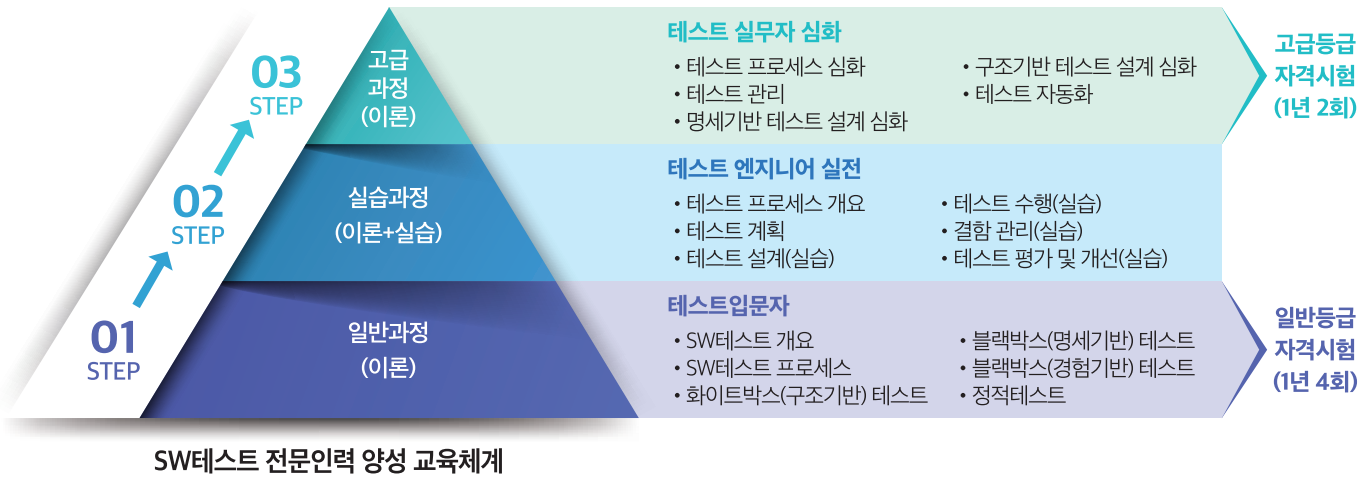 03
STEP
고급
과정
(이론)
테스트 실무자 심화
• 테스트 프로세스 심화
• 테스트 관리
• 명세기반 테스트 설계 심화
• 구조기반 테스트 설계 심화
• 테스트 자동화
고급등급
자격시험
(1년 2회)
02
STEP
실습과정
(이론+실습)
테스트 엔지니어 실전
• 테스트 프로세스 개요
• 테스트 계획
• 테스트 설계(실습)
• 테스트 수행(실습)
• 결함 관리(실습)
• 테스트 평가 및 개선(실습)
01
STEP
일반과정
(이론)
테스트입문자
• SW테스트 개요
• SW테스트 프로세스
• 화이트박스(구조기반) 테스트
• 블랙박스(명세기반) 테스트
• 블랙박스(경험기반) 테스트
• 정적테스트
일반등급
자격시험
(1년 4회)
SW테스트 전문인력 양성 교육체계